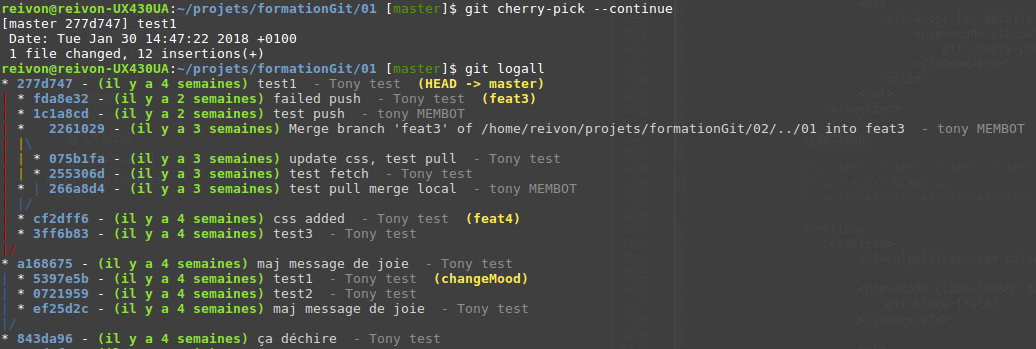 reivon@reivon-UX430UA:~/projets/formationGit/01 [master]$ git cherry-pick --continue
[master 277d747] test1
 Date: Tue Jan 30 14:47:22 2018 +0100
 1 file changed, 12 insertions(+)
reivon@reivon-UX430UA:~/projets/formationGit/01 [master]$ git logall
* 277d747 - (il y a 4 semaines) test1  - Tony test  (HEAD -> master)
| * fda8e32 - (il y a 2 semaines) failed push  - Tony test  (feat3)
| * 1c1a8cd - (il y a 2 semaines) test push  - tony MEMBOT
| *   2261029 - (il y a 3 semaines) Merge branch 'feat3' of /home/reivon/projets/formationGit/02/../01 into feat3  - tony MEMBOT
| |\
| | * 075b1fa - (il y a 3 semaines) update css, test pull  - Tony test
| | * 255306d - (il y a 3 semaines) test fetch  - Tony test
| * | 266a8d4 - (il y a 3 semaines) test pull merge local  - tony MEMBOT
| |/
| * cf2dff6 - (il y a 4 semaines) css added  - Tony test  (feat4)
| * 3ff6b83 - (il y a 4 semaines) test3  - Tony test
|/
* a168675 - (il y a 4 semaines) maj message de joie  - Tony test
| * 5397e5b - (il y a 4 semaines) test1  - Tony test  (changeMood)
| * 0721959 - (il y a 4 semaines) test2  - Tony test
| * ef25d2c - (il y a 4 semaines) maj message de joie  - Tony test
|/
* 843da96 - (il y a 4 semaines) ça déchire  - Tony test